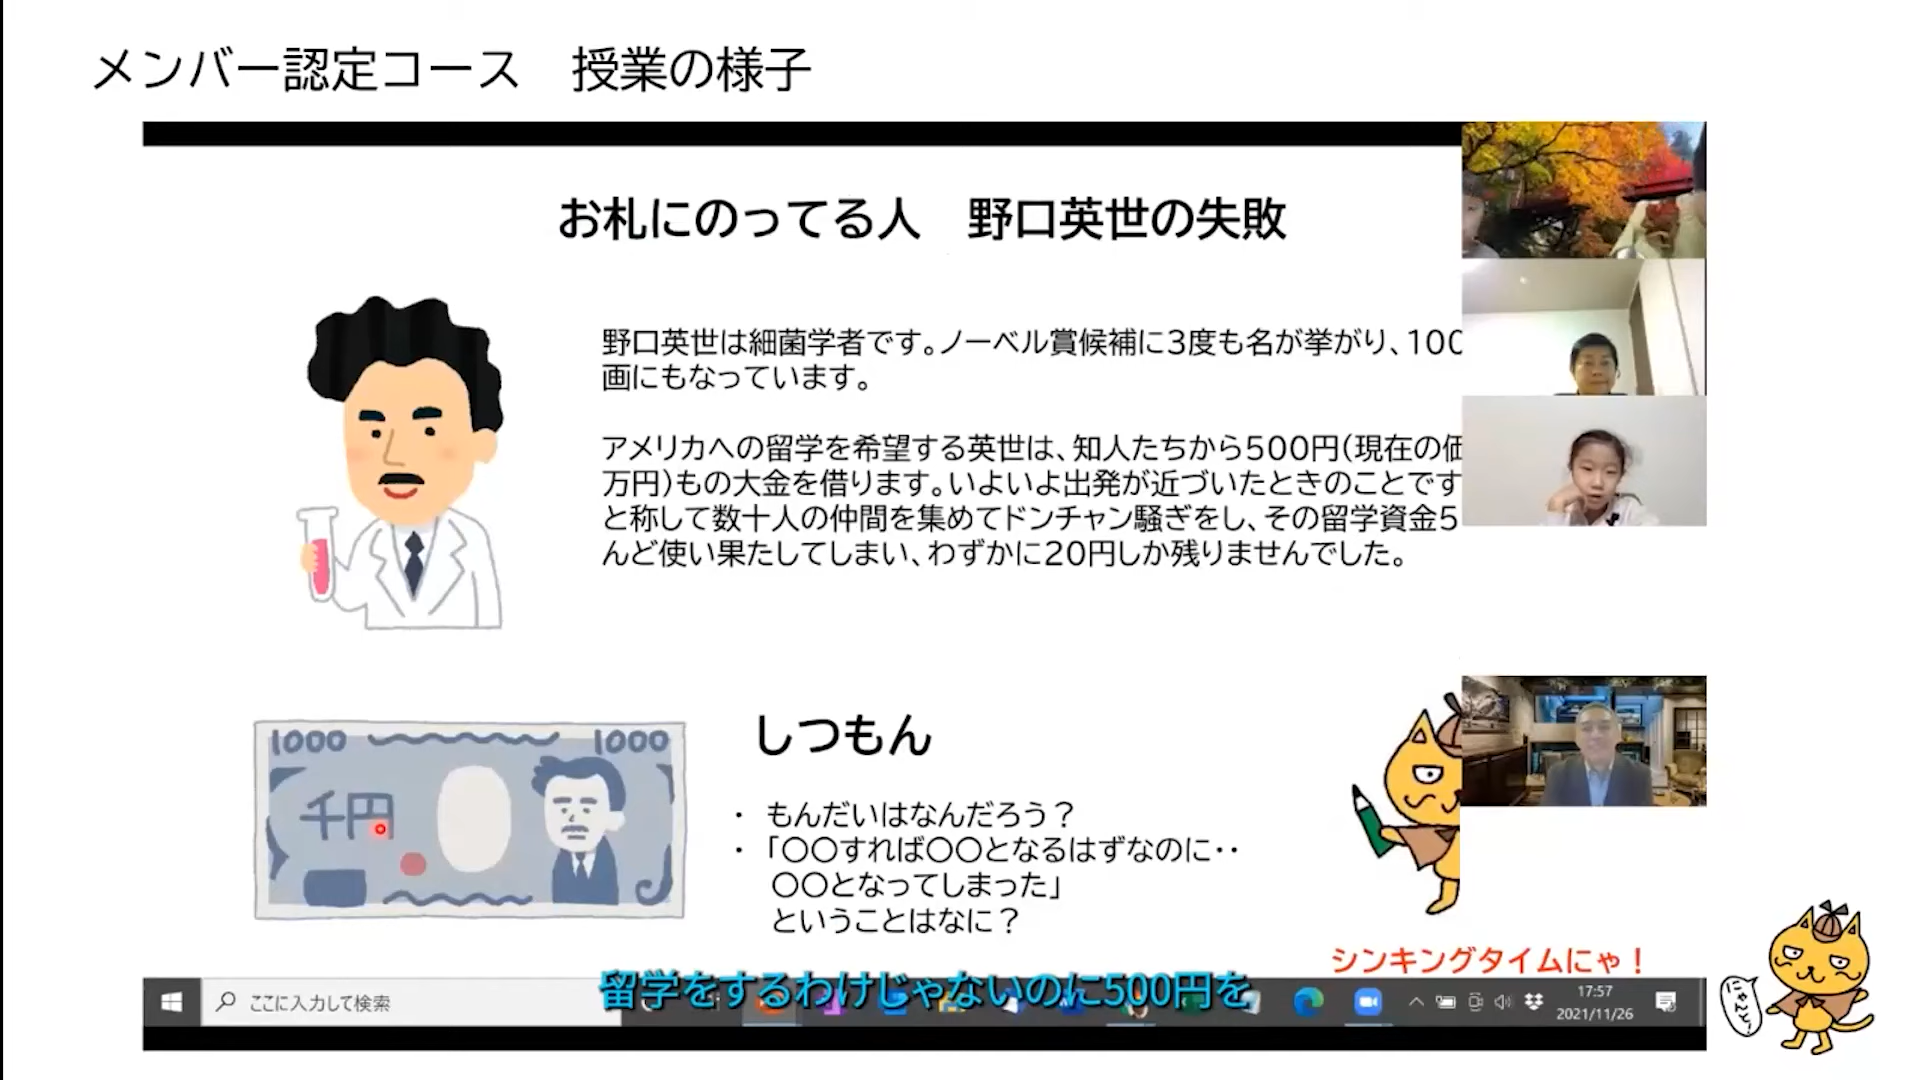 メンバー認定コース　授業の様子
お札にのってる人　野口英世の失敗
野口英世は細菌学者です。ノーベル賞候補に3度も名が挙がり、100
画にもなっています。
アメリカへの留学を希望する英世は、知人たちから500円(現在の価
万円)もの大金を借ります。いよいよ出発が近づいたときのことです
と称して数十人の仲間を集めてドンチャン騒ぎをし、その留学資金5
んど使い果たしてしまい、わずかに20円しか残りませんでした。
1000 1000
千円
しつもん
・ もんだいはなんだろう？
・ 「〇〇すれば〇〇となるはずなのに・・
〇〇となってしまった」
ということはなに？
シンキングタイムにゃ！
留学をするわけじゃないのに500円を
ここに入力して検索
17:57
2021/11/26
にゃんと!